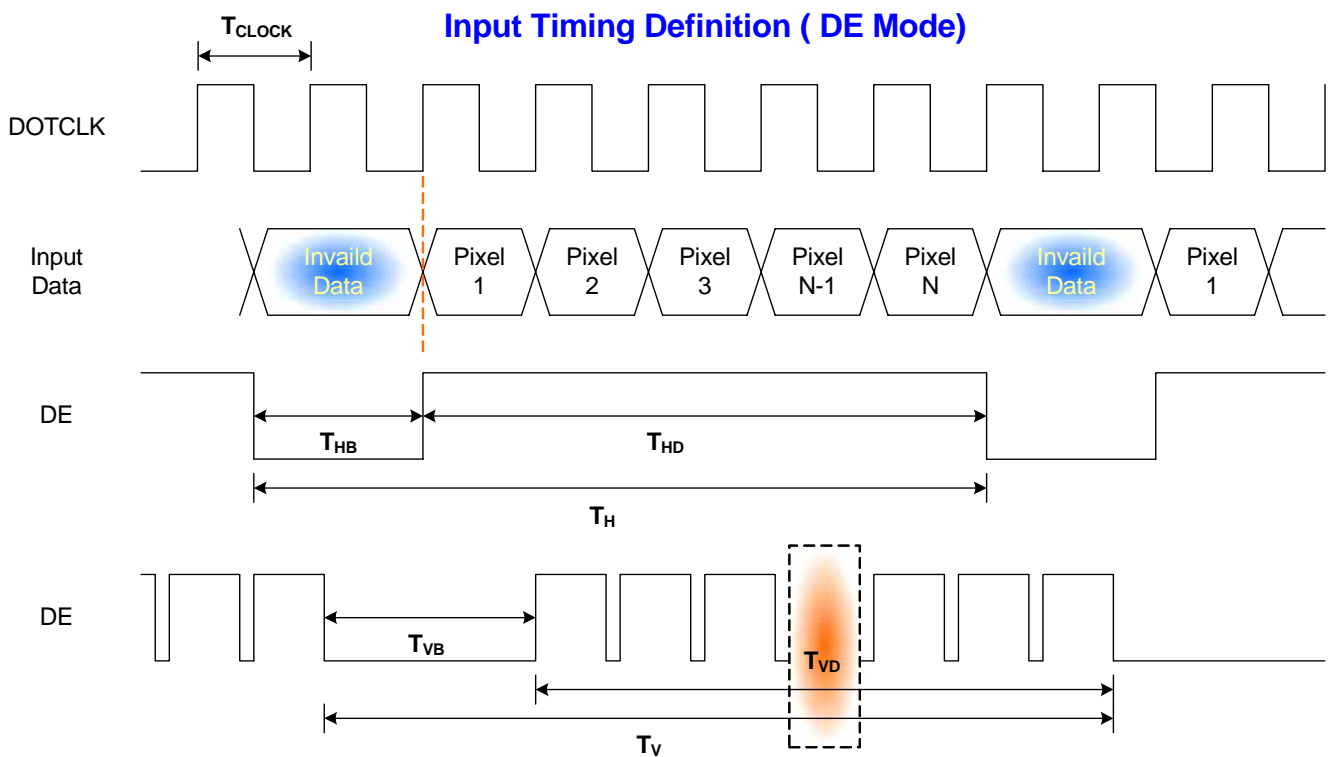 Input Timing Definition ( DE Mode)
TCLOCK
DOTCLK
Input
Data
Invaild
Data
Pixel
1
Pixel
2
Pixel
3
Pixel
N-1
Pixel
N
Invaild
Data
Pixel
1
DE
THB
THD
TH
DE
TVB
TVD
TV